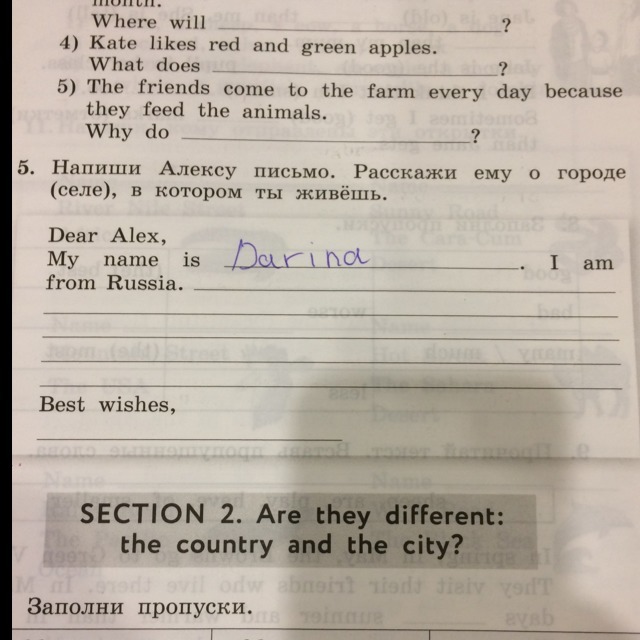 month.
Where will ?
4) Kate likes red and green apples.
What does ?
5) The friends come to the farm every day because
they feed the animals.
Why do ?
5. Напиши Алексу письмо. Расскажи ему о городе
(селе), в котором ты живёшь.
Dear Alex,
My name is Darina. I am
from Russia.
Best wishes,
SECTION 2. Are they different:
the country and the city?
Заполни пропуски.